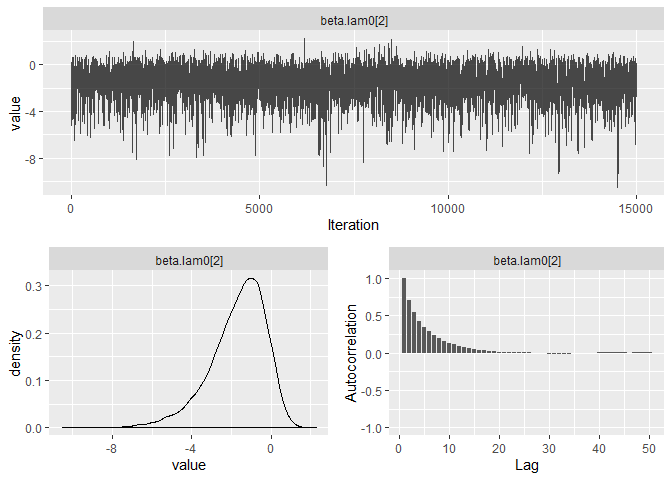 beta.lam0[2]
0
-4
-8
value
0
5000
10000
15000
Iteration
beta.lam0[2]
0.3
0.2
0.1
0.0
density
-8
-4
0
value
beta.lam0[2]
1.0
0.5
0.0
-0.5
-1.0
Autocorrelation
0
10
20
30
40
50
Lag